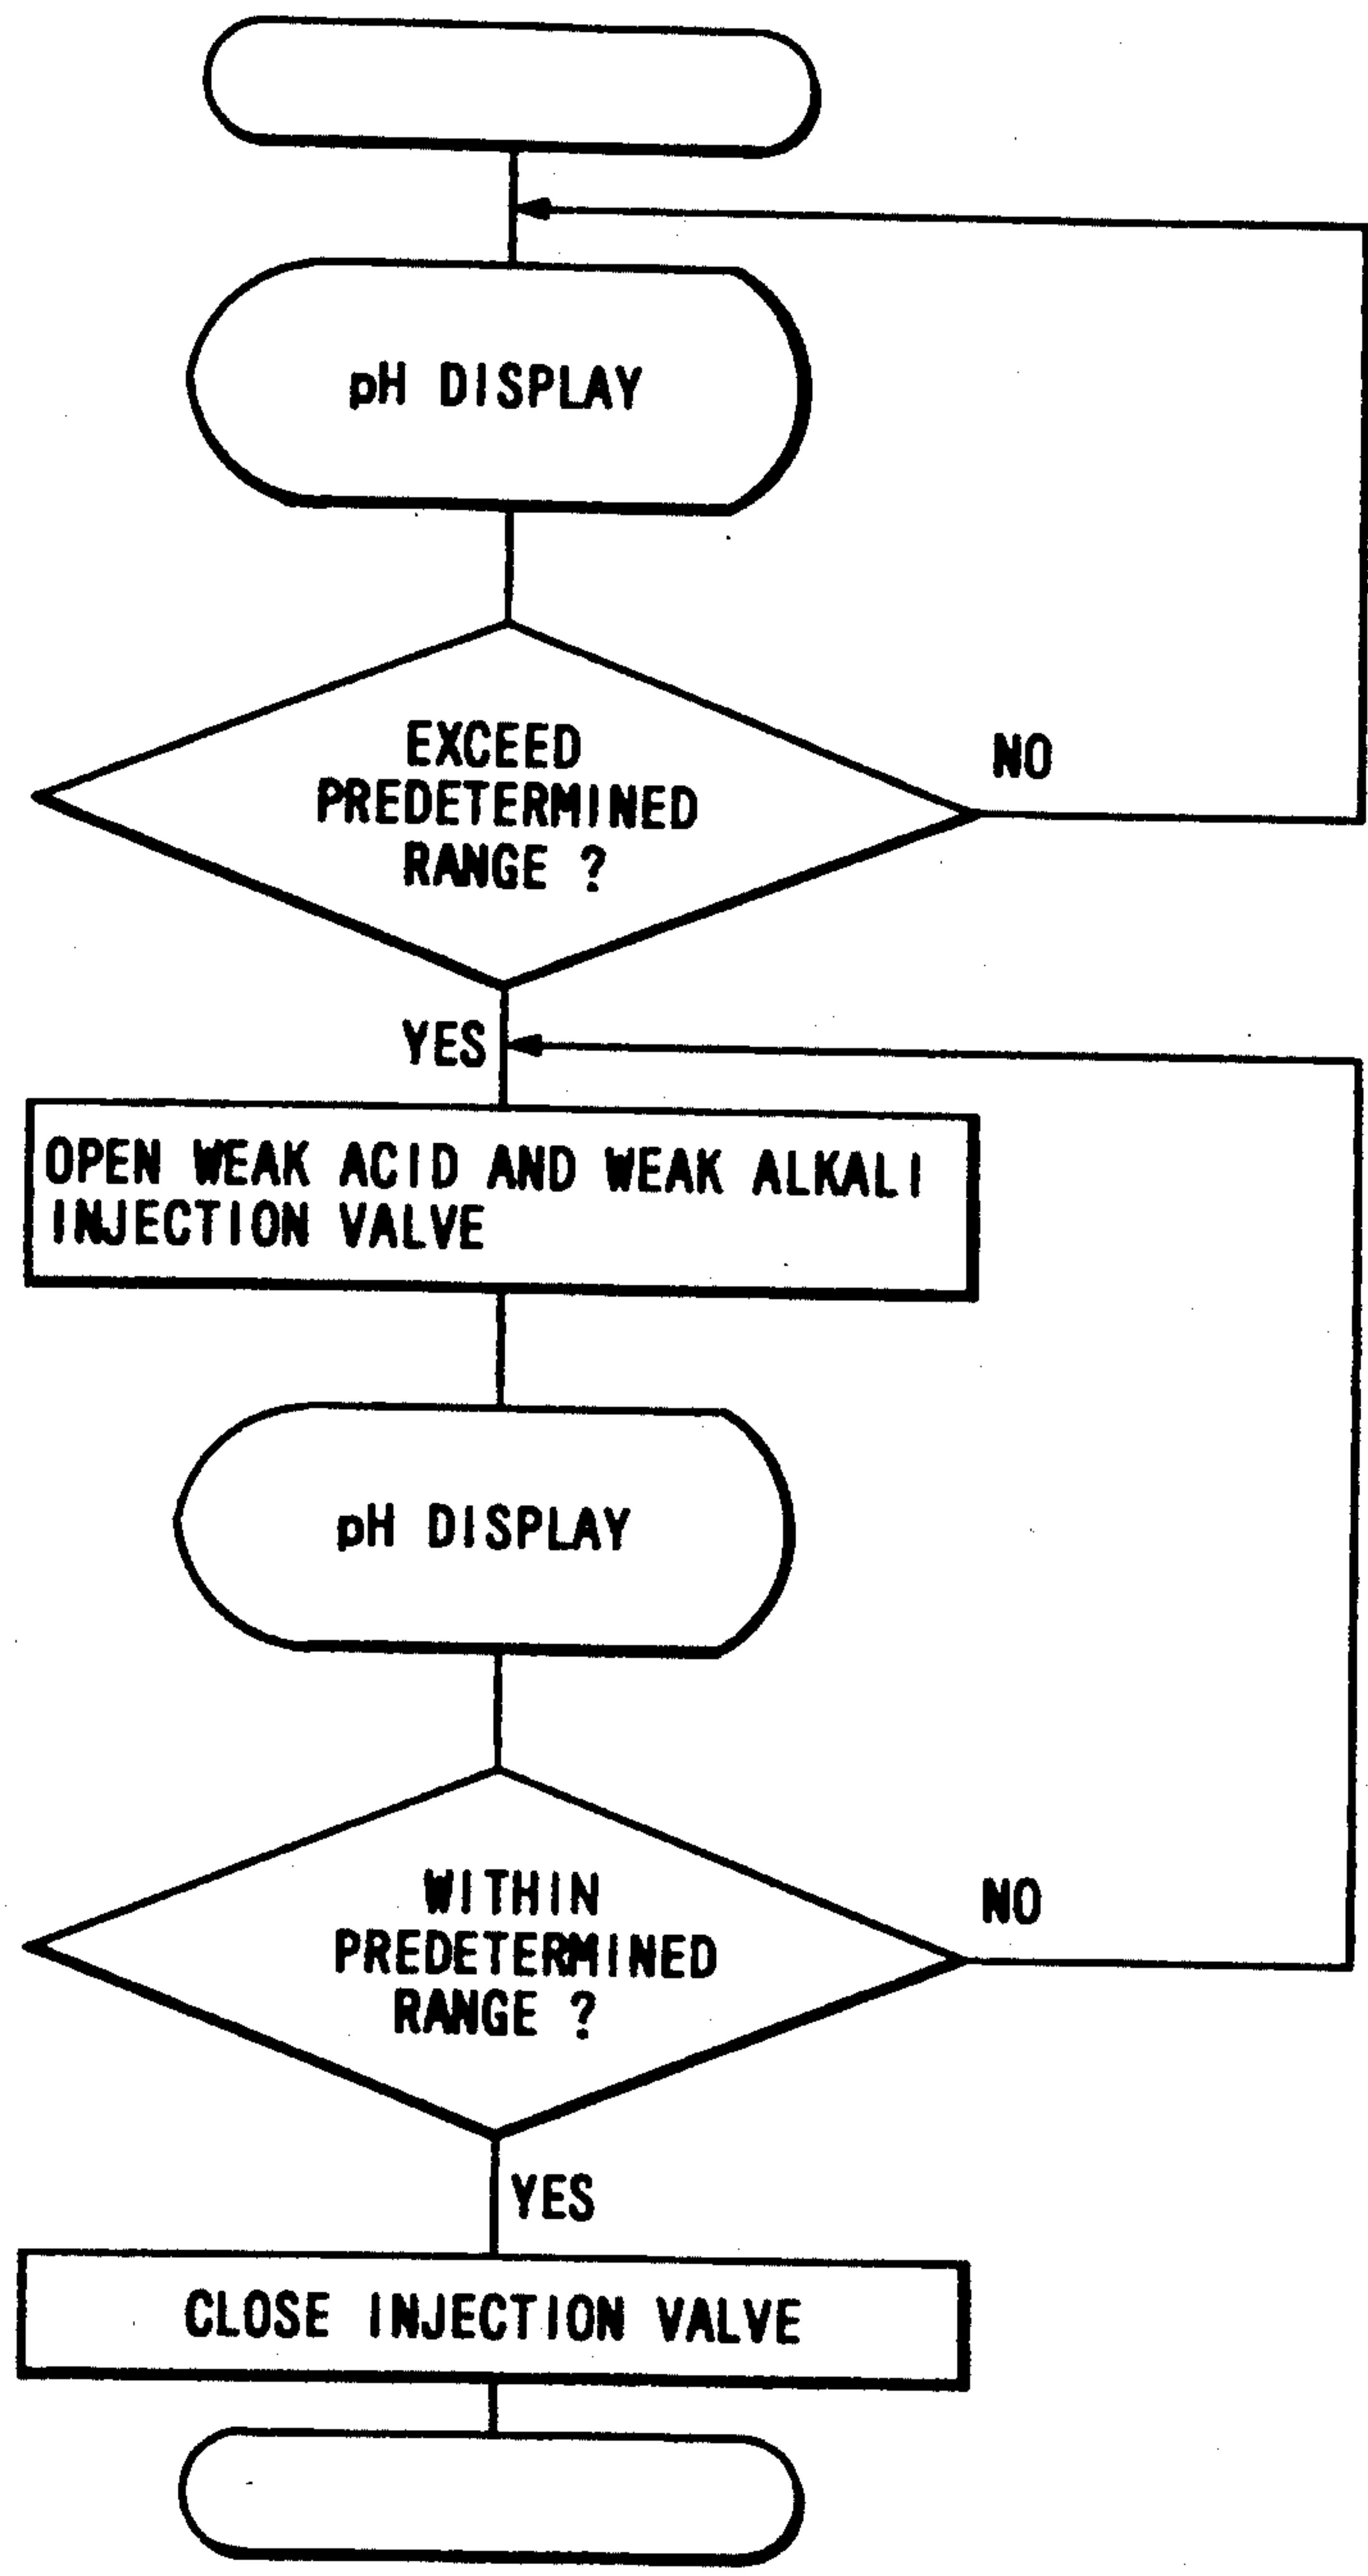 pH DISPLAY
EXCEED
PREDETERMINED
RANGE ?
NO
YES
OPEN WEAK ACID AND WEAK ALKALI
INJECTION VALVE
pH DISPLAY
WITHIN
PREDETERMINED
RANGE ?
NO
YES
CLOSE INJECTION VALVE